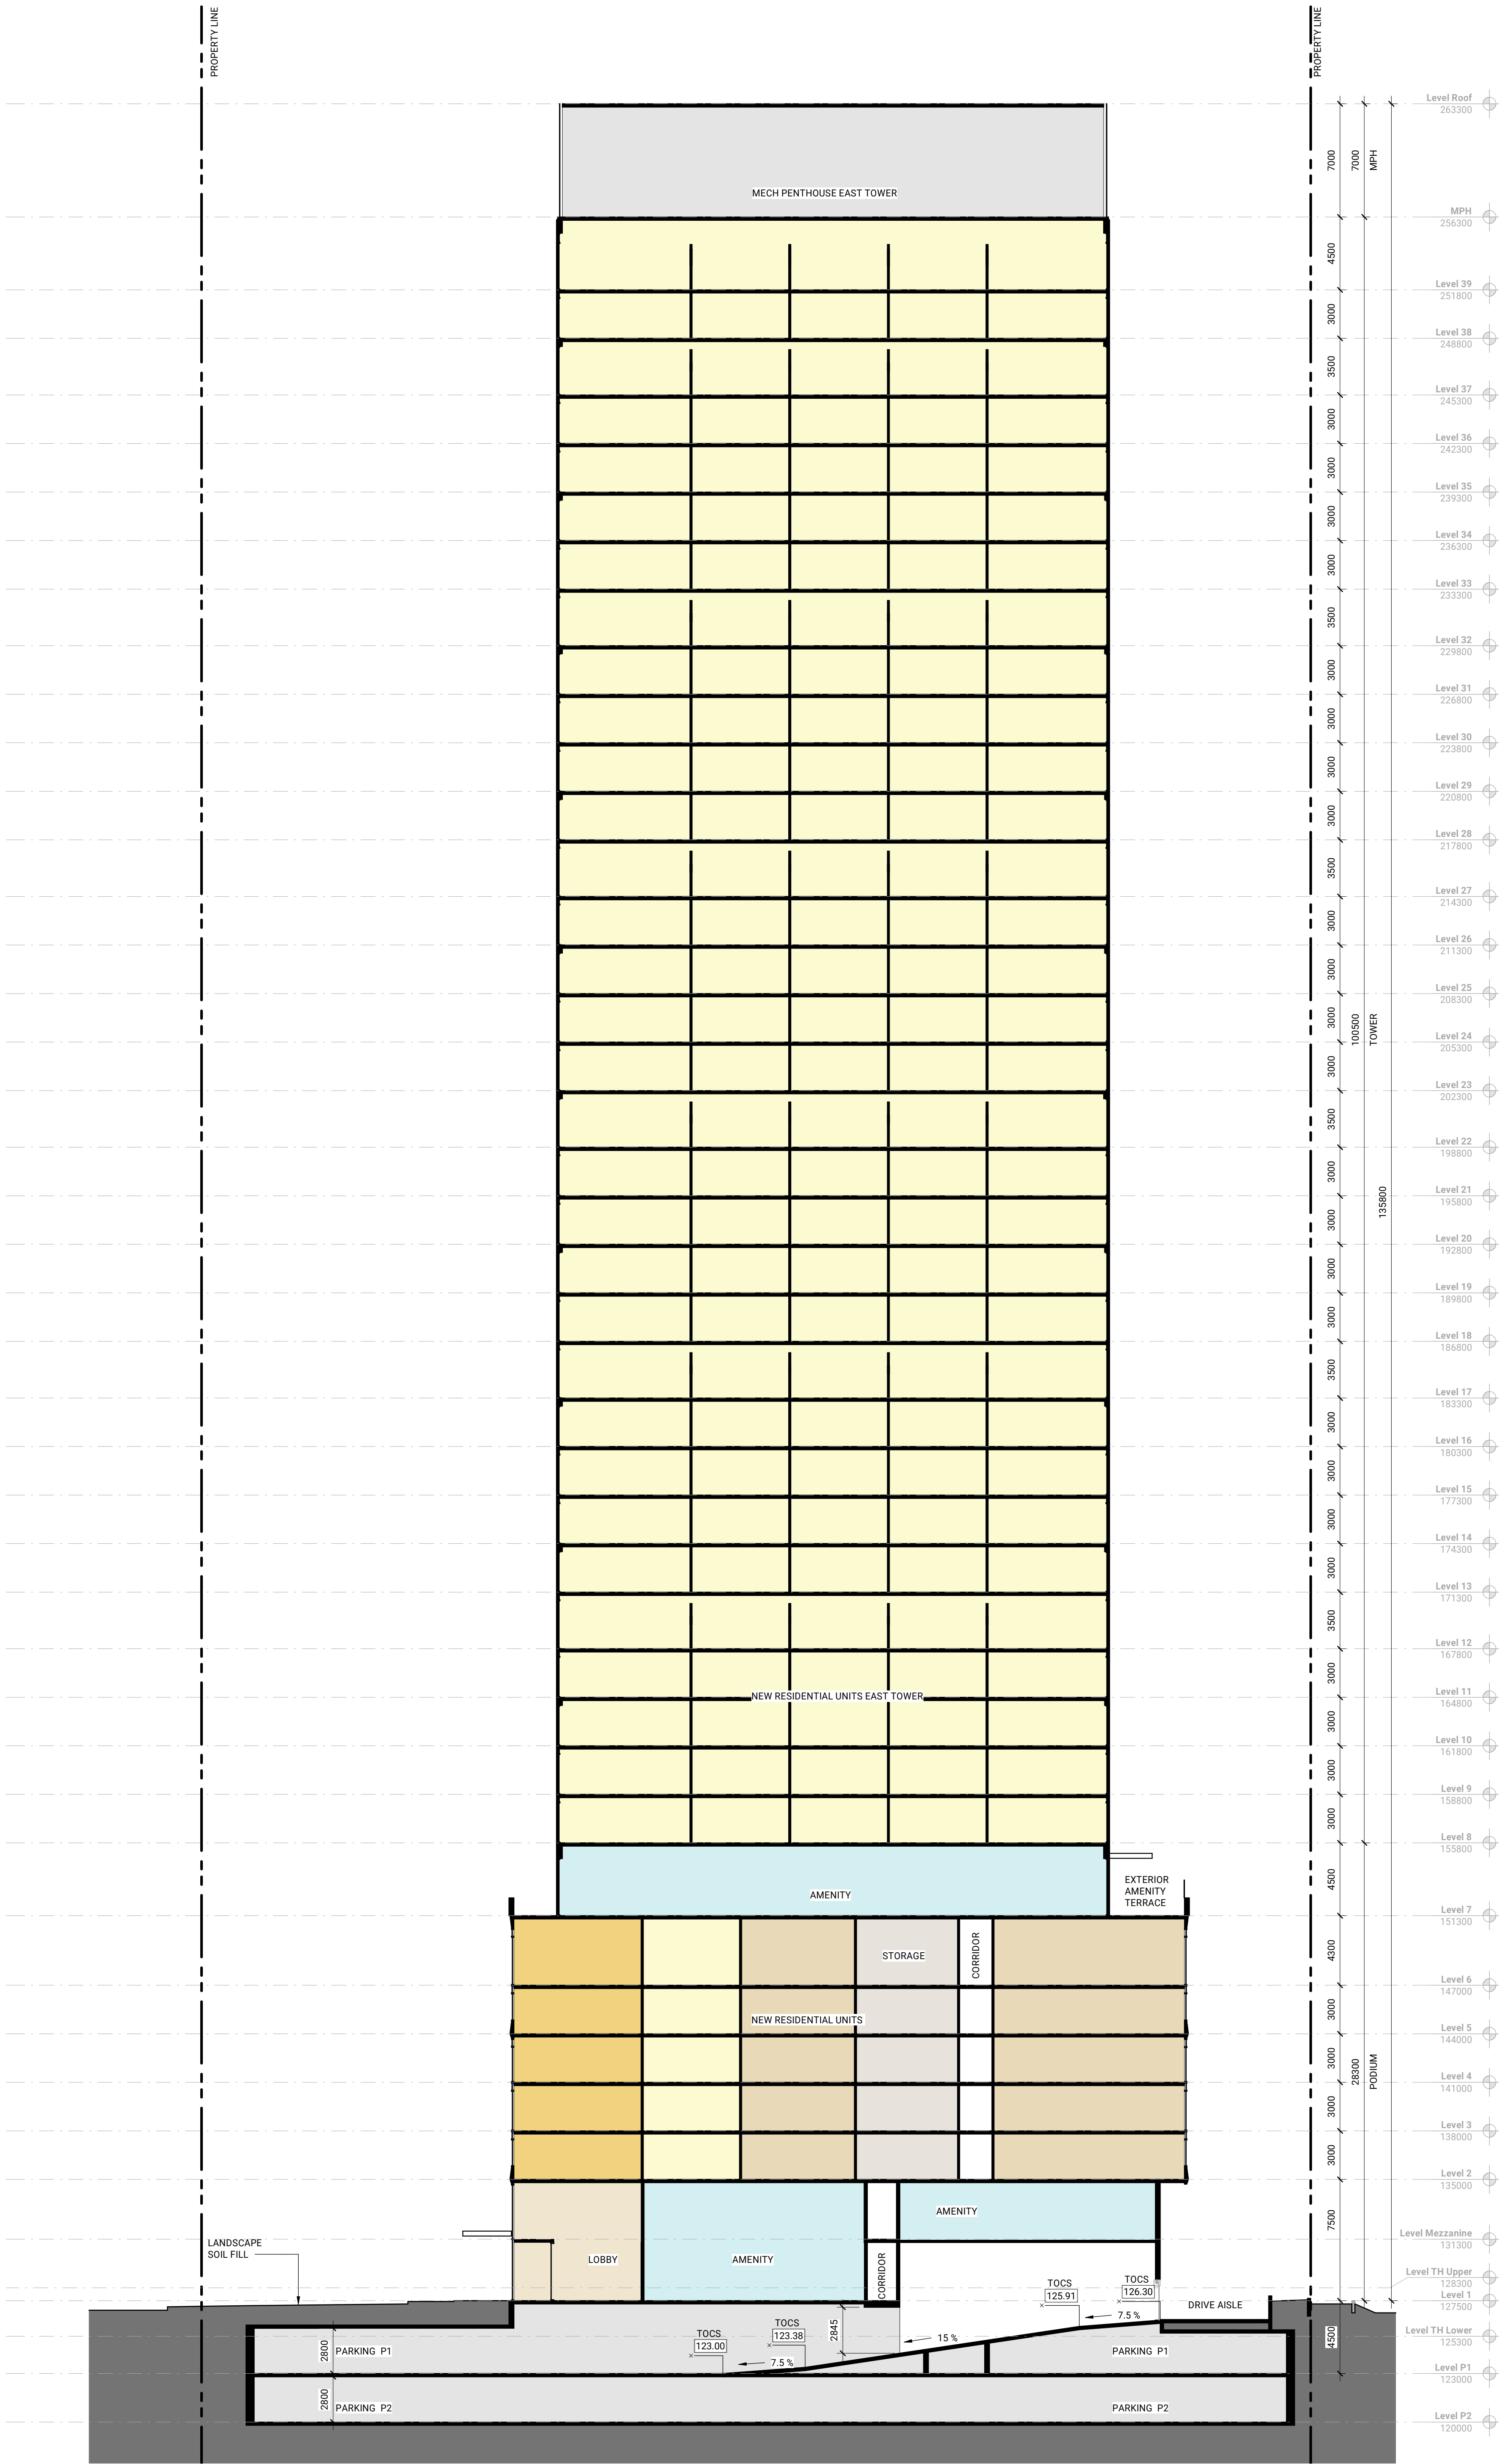 PROPERTY LINE
PROPERTY LINE
Level Roof
263300
7000
7000
MPH
MECH PENTHOUSE EAST TOWER
MPH
256300
4500
Level 39
251800
3000
Level 38
248800
3500
Level 37
245300
3000
Level 36
242300
3000
Level 35
239300
3000
Level 34
236300
3000
Level 33
233300
3500
Level 32
229800
3000
Level 31
226800
3000
Level 30
223800
3000
Level 29
220800
3000
Level 28
217800
3500
Level 27
214300
3000
Level 26
211300
3000
Level 25
208300
3000
100500
TOWER
Level 24
205300
3000
Level 23
202300
3500
Level 22
198800
3000
Level 21
195800
135800
3000
Level 20
192800
3000
Level 19
189800
3000
Level 18
186800
3500
Level 17
183300
3000
Level 16
180300
3000
Level 15
177300
3000
Level 14
174300
3000
Level 13
171300
3500
Level 12
167800
3000
NEW RESIDENTIAL UNITS EAST TOWER
Level 11
164800
3000
Level 10
161800
3000
Level 9
158800
3000
Level 8
155800
4500
EXTERIOR
AMENITY
TERRACE
AMENITY
Level 7
151300
4300
STORAGE
CORRIDOR
Level 6
147000
3000
NEW RESIDENTIAL UNITS
Level 5
144000
3000
28300
PODIUM
Level 4
141000
3000
Level 3
138000
3000
Level 2
135000
7500
AMENITY
Level Mezzanine
131300
LANDSCAPE
SOIL FILL
LOBBY
AMENITY
CORRIDOR
Level TH Upper
128300
Level 1
127500
TOCS
125.91
TOCS
126.30
DRIVE AISLE
7.5 %
TOCS
123.38
TOCS
123.00
2845
15 %
7.5 %
4500
Level TH Lower
125300
2800
PARKING P1
PARKING P1
Level P1
123000
2800
PARKING P2
PARKING P2
Level P2
120000